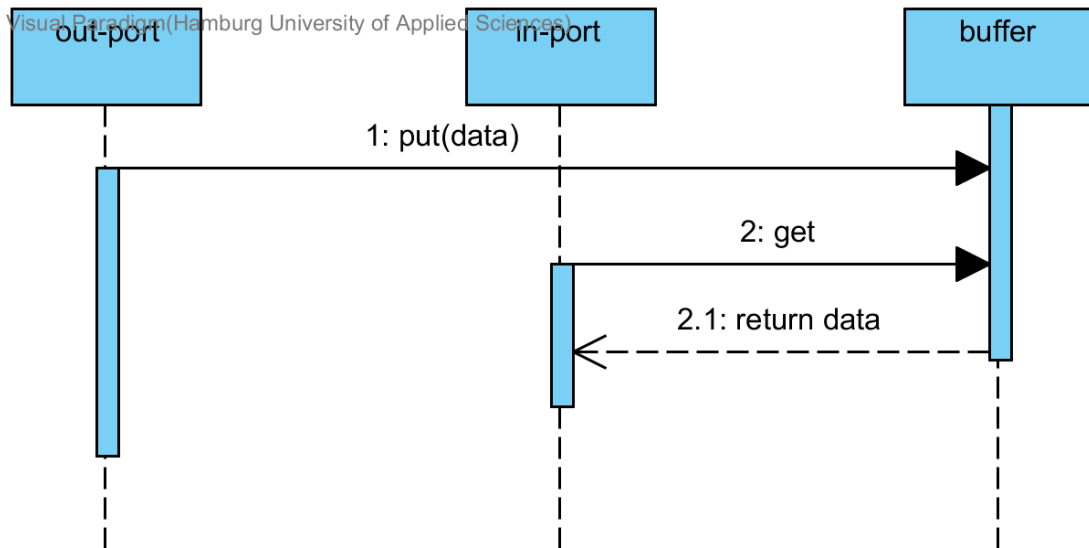 Visual Paradigm(Hamburg University of Applied Sciences)
out-port
in-port
buffer
1: put(data)
2: get
2.1: return data